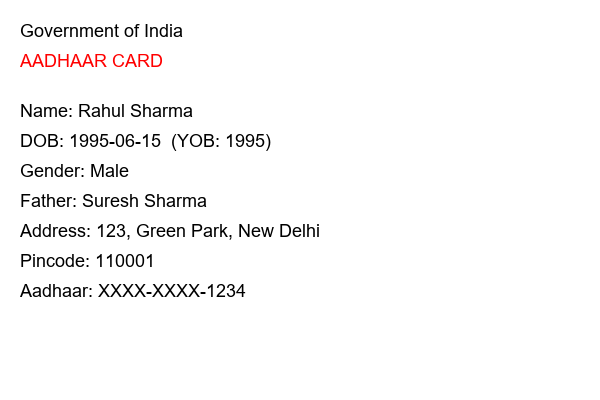 Government of India
AADHAAR CARD
Name: Rahul Sharma
DOB: 1995-06-15  (YOB: 1995)
Gender: Male
Father: Suresh Sharma
Address: 123, Green Park, New Delhi
Pincode: 110001
Aadhaar: XXXX-XXXX-1234